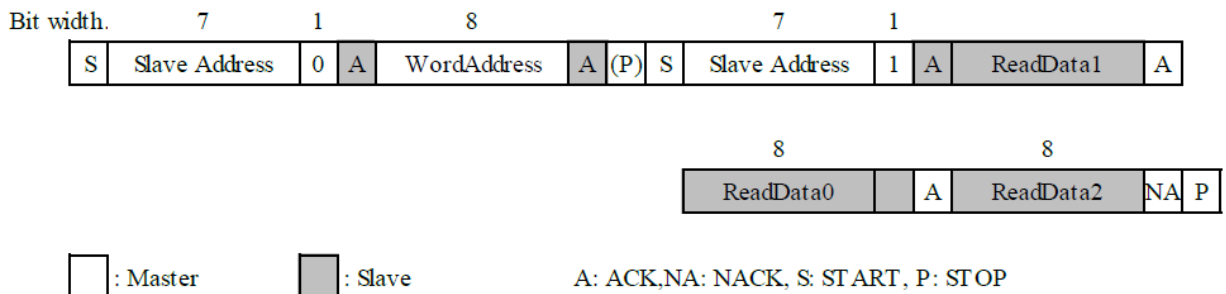 Bit width. 7 1 8 7 1
S Slave Address 0 A WordAddress A (P) S Slave Address 1 A ReadData1 A
8 8
ReadData0 A ReadData2 NA P
: Master : Slave A: ACK,NA: NACK, S: START, P: STOP